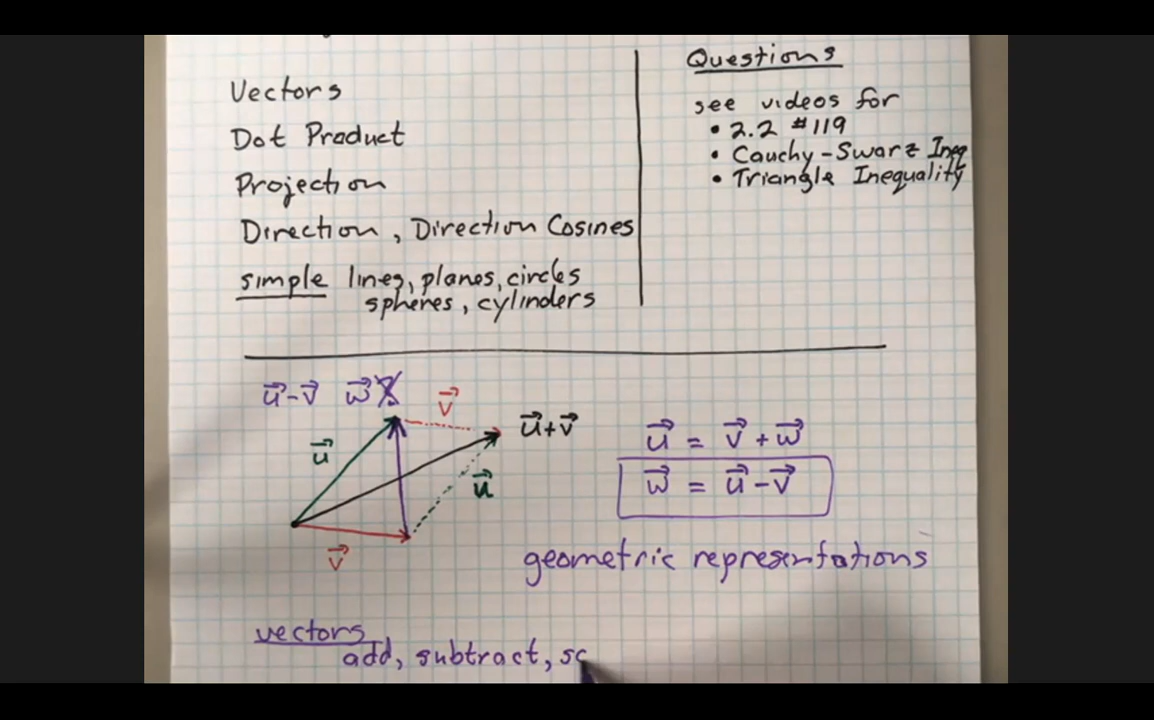 Vectors
Dot Product
Projection
Direction, Direction Cosines
simple lines, planes, circles
spheres, cylinders
Questions
see videos for
• 2.2 #119
• Cauchy-Swarz Ineq
• Triangle Inequality
u⃗-v⃗ w⃗
v⃗
u⃗
u⃗+v⃗
u⃗
v⃗
u⃗ = v⃗ + w⃗
w⃗ = u⃗ - v⃗
geometric representations
vectors
add, subtract, sc